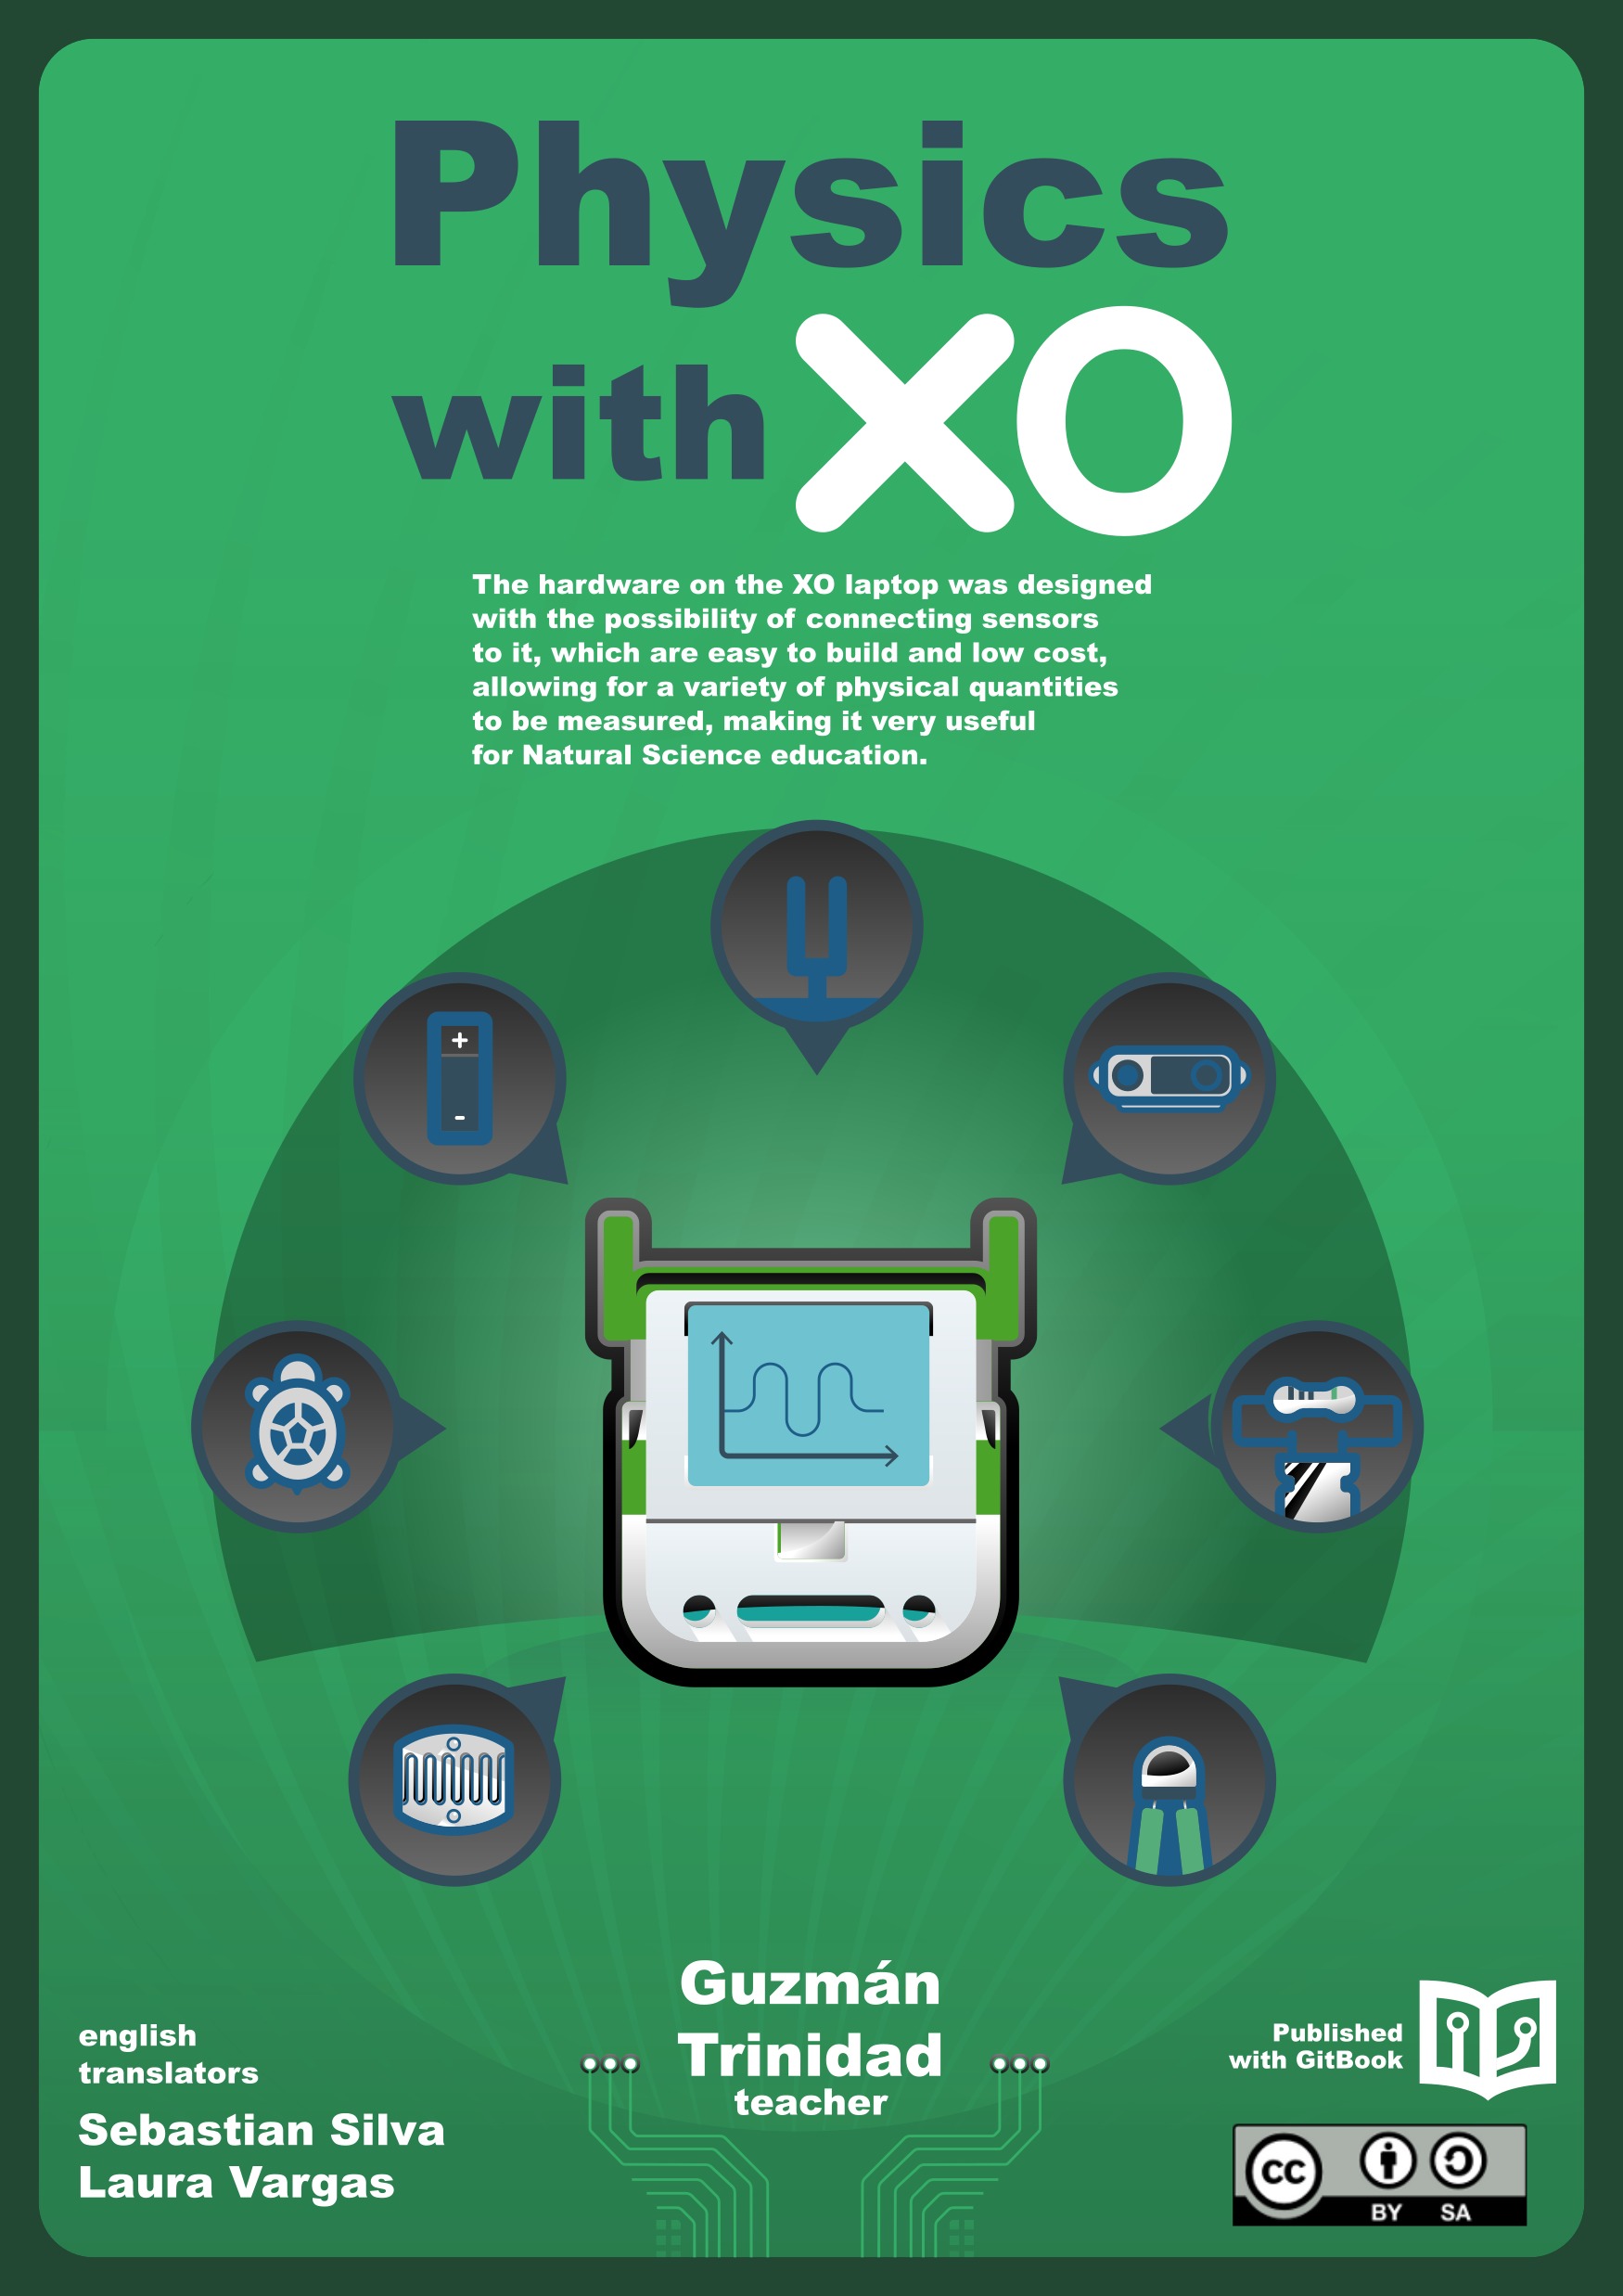 Physics
with XO
The hardware on the XO laptop was designed
with the possibility of connecting sensors
to it, which are easy to build and low cost,
allowing for a variety of physical quantities
to be measured, making it very useful
for Natural Science education.
+
-
Guzmán
Trinidad
teacher
english
translators
Sebastian Silva
Laura Vargas
Published
with GitBook
cc
BY SA